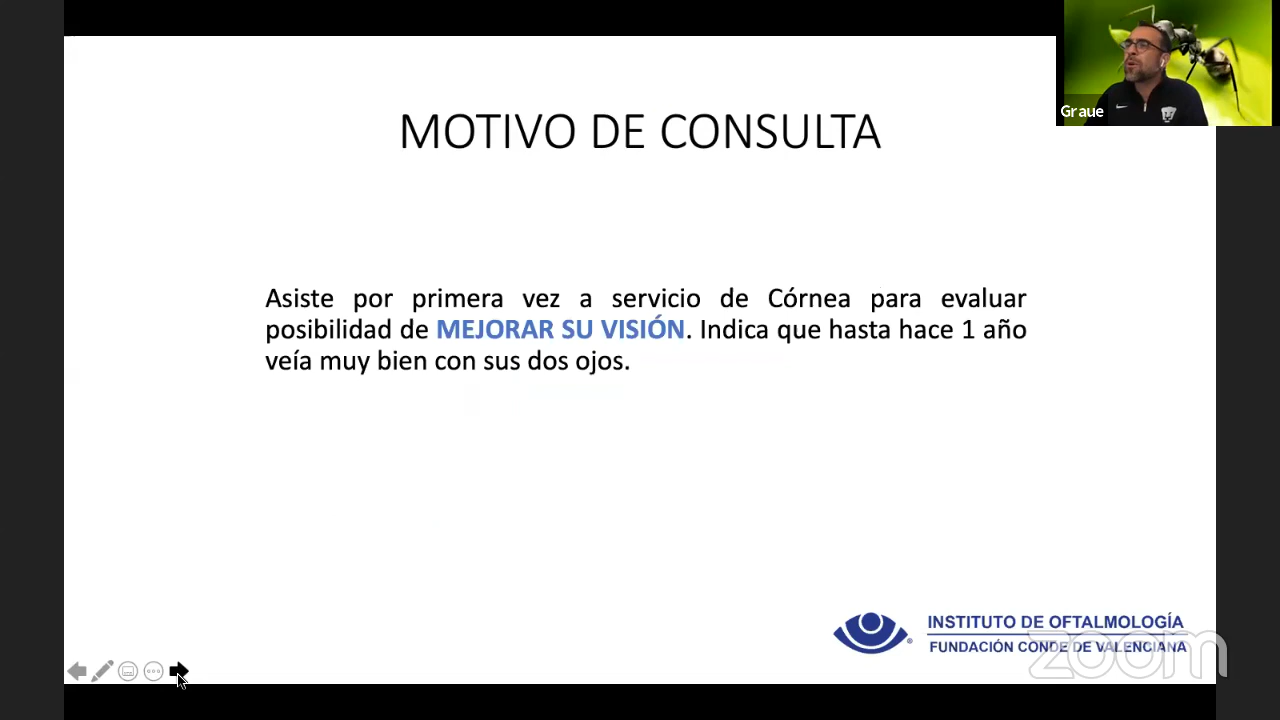 Graue
MOTIVO DE CONSULTA
Asiste por primera vez a servicio de Córnea para evaluar
posibilidad de MEJORAR SU VISIÓN. Indica que hasta hace 1 año
veía muy bien con sus dos ojos.
INSTITUTO DE OFTALMOLOGÍA
FUNDACIÓN CONDE DE VALENCIANA
zoom